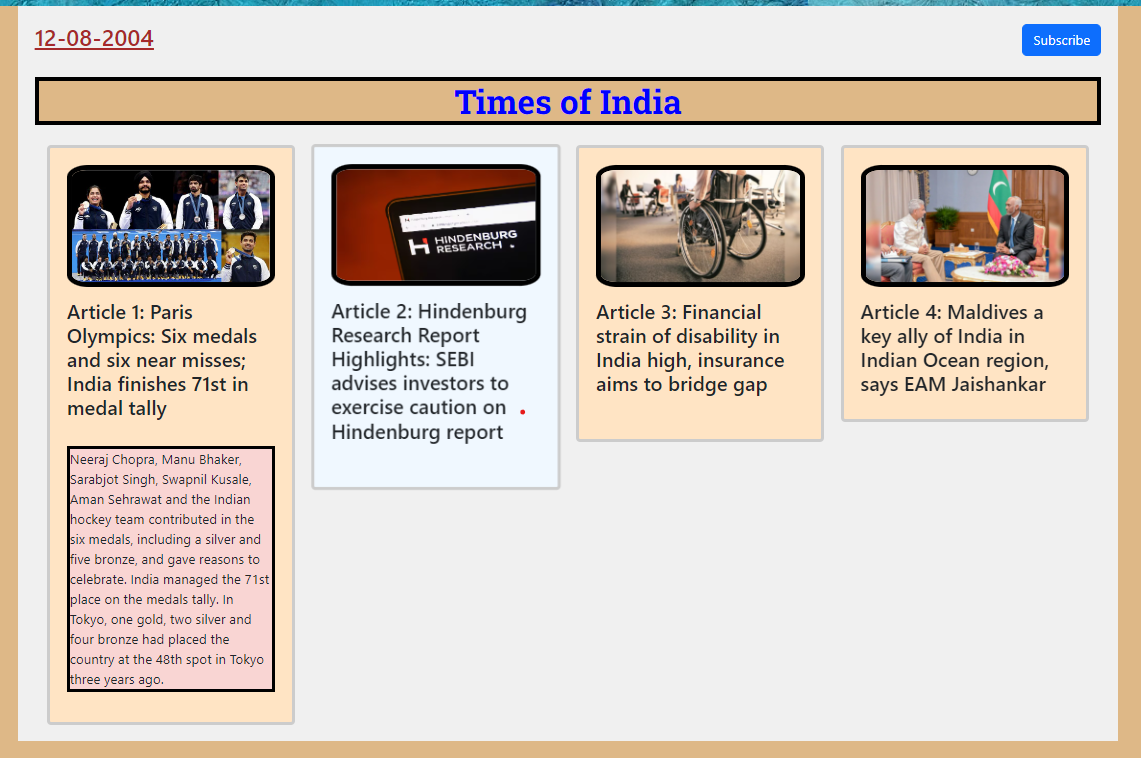 12-08-2004
Subscribe
Times of India
HINDENBURG
RESEARCH
Article 1: Paris
Olympics: Six medals
and six near misses;
India finishes 71st in
medal tally
Neeraj Chopra, Manu Bhaker,
Sarabjot Singh, Swapnil Kusale,
Aman Sehrawat and the Indian
hockey team contributed in the
six medals, including a silver and
five bronze, and gave reasons to
celebrate. India managed the 71st
place on the medals tally. In
Tokyo, one gold, two silver and
four bronze had placed the
country at the 48th spot in Tokyo
three years ago.
Article 2: Hindenburg
Research Report
Highlights: SEBI
advises investors to
exercise caution on
Hindenburg report
Article 3: Financial
strain of disability in
India high, insurance
aims to bridge gap
Article 4: Maldives a
key ally of India in
Indian Ocean region,
says EAM Jaishankar